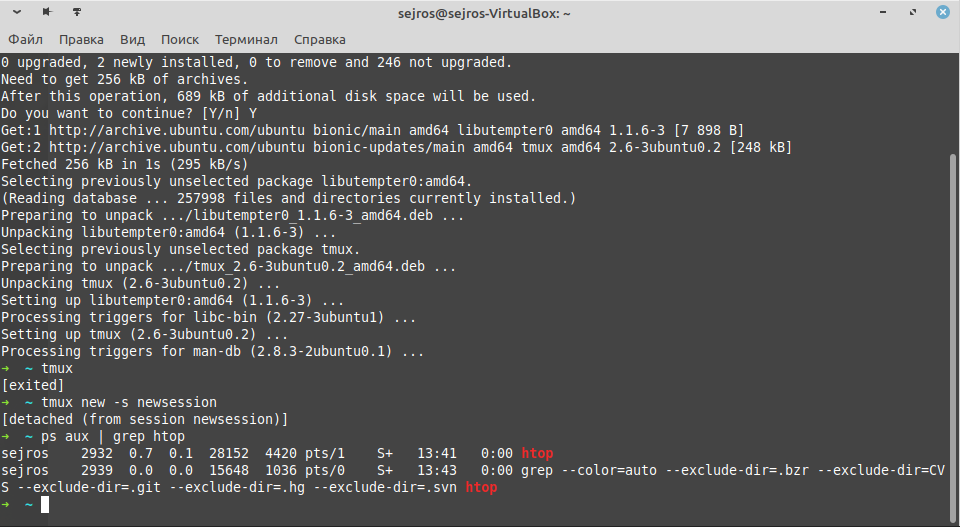 sejros@sejros-VirtualBox: ~
Файл Правка Вид Поиск Терминал Справка
0 upgraded, 2 newly installed, 0 to remove and 246 not upgraded.
Need to get 256 kB of archives.
After this operation, 689 kB of additional disk space will be used.
Do you want to continue? [Y/n] Y
Get:1 http://archive.ubuntu.com/ubuntu bionic/main amd64 libutempter0 amd64 1.1.6-3 [7 898 B]
Get:2 http://archive.ubuntu.com/ubuntu bionic-updates/main amd64 tmux amd64 2.6-3ubuntu0.2 [248 kB]
Fetched 256 kB in 1s (295 kB/s)
Selecting previously unselected package libutempter0:amd64.
(Reading database ... 257998 files and directories currently installed.)
Preparing to unpack .../libutempter0_1.1.6-3_amd64.deb ...
Unpacking libutempter0:amd64 (1.1.6-3) ...
Selecting previously unselected package tmux.
Preparing to unpack .../tmux_2.6-3ubuntu0.2_amd64.deb ...
Unpacking tmux (2.6-3ubuntu0.2) ...
Setting up libutempter0:amd64 (1.1.6-3) ...
Processing triggers for libc-bin (2.27-3ubuntu1) ...
Setting up tmux (2.6-3ubuntu0.2) ...
Processing triggers for man-db (2.8.3-2ubuntu0.1) ...
➜  ~ tmux
[exited]
➜  ~ tmux new -s newsession
[detached (from session newsession)]
➜  ~ ps aux | grep htop
sejros    2932  0.7  0.1  28152  4420 pts/1    S+   13:41   0:00 htop
sejros    2939  0.0  0.0  15648  1036 pts/0    S+   13:43   0:00 grep --color=auto --exclude-dir=.bzr --exclude-dir=CV
S --exclude-dir=.git --exclude-dir=.hg --exclude-dir=.svn htop
➜  ~